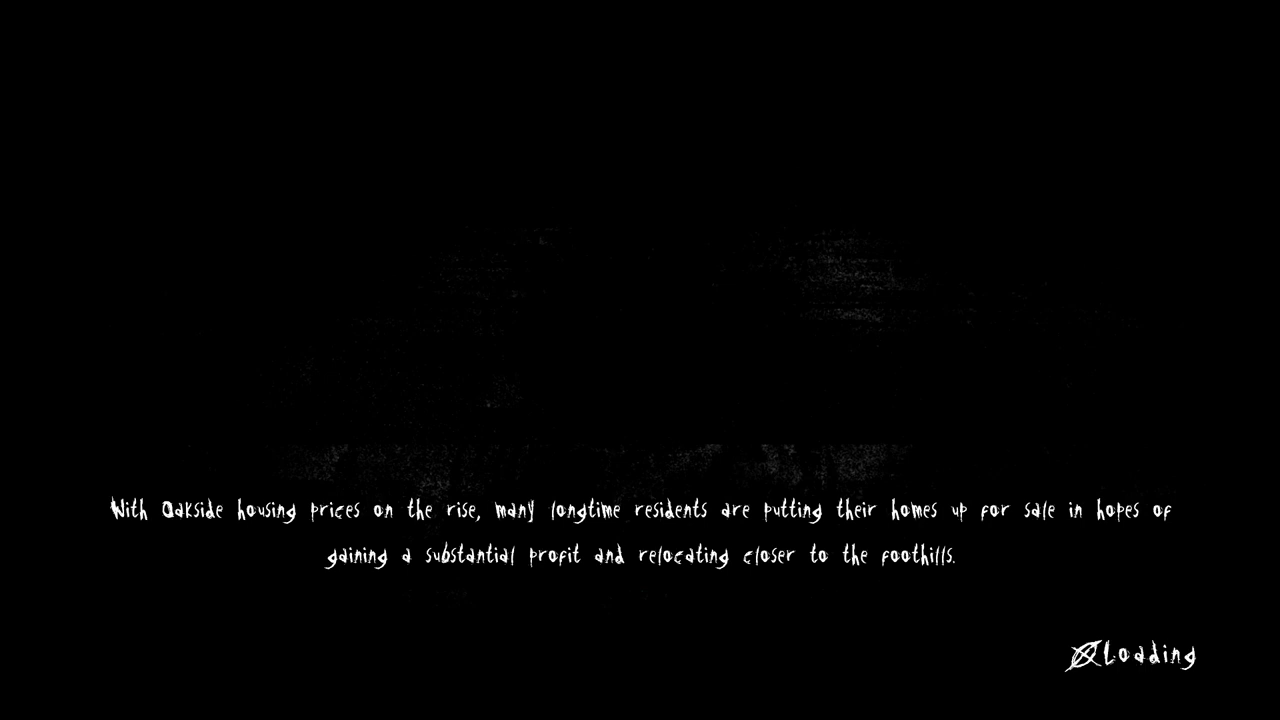 With Oakside housing prices on the rise, many longtime residents are putting their homes up for sale in hopes of
gaining a substantial profit and relocating closer to the foothills.
Loading